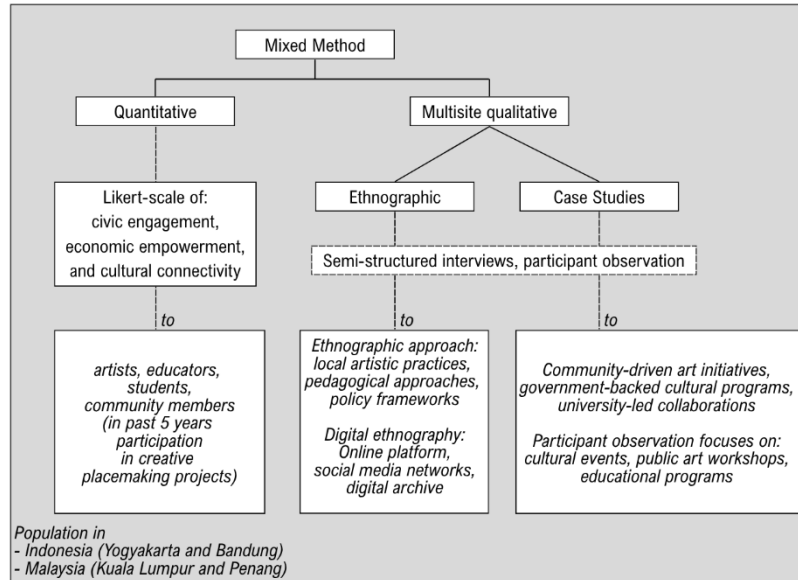 Mixed Method
Quantitative
Multisite qualitative
Likert-scale of:
civic engagement,
economic empowerment,
and cultural connectivity
Ethnographic
Case Studies
Semi-structured interviews, participant observation
to
to
to
artists, educators,
students,
community members
(in past 5 years
participation
in creative
placemaking projects)
Ethnographic approach:
local artistic practices,
pedagogical approaches,
policy frameworks
Digital ethnography:
Online platform,
social media networks,
digital archive
Community-driven art initiatives,
government-backed cultural programs,
university-led collaborations
Participant observation focuses on:
cultural events, public art workshops,
educational programs
Population in
- Indonesia (Yogyakarta and Bandung)
- Malaysia (Kuala Lumpur and Penang)